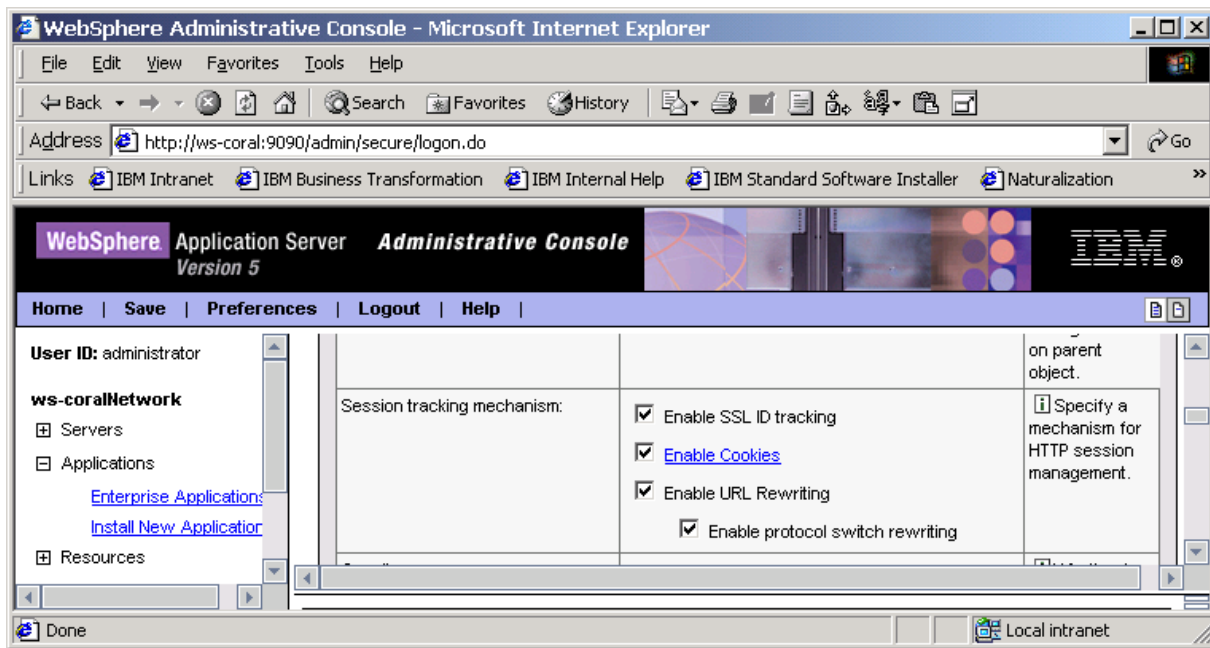 WebSphere Administrative Console - Microsoft Internet Explorer
File Edit View Favorites Tools Help
Back Search Favorites History
Address http://ws-coral:9090/admin/secure/logon.do Go
Links IBM Intranet IBM Business Transformation IBM Internal Help IBM Standard Software Installer Naturalization »
WebSphere. Application Server Administrative Console
Version 5
IBM®
Home | Save | Preferences | Logout | Help |
User ID: administrator
ws-coralNetwork
Servers
Applications
Enterprise Applications
Install New Application
Resources
on parent
object.
Session tracking mechanism:
Enable SSL ID tracking
Enable Cookies
Enable URL Rewriting
Enable protocol switch rewriting
i Specify a
mechanism for
HTTP session
management.
Done Local intranet